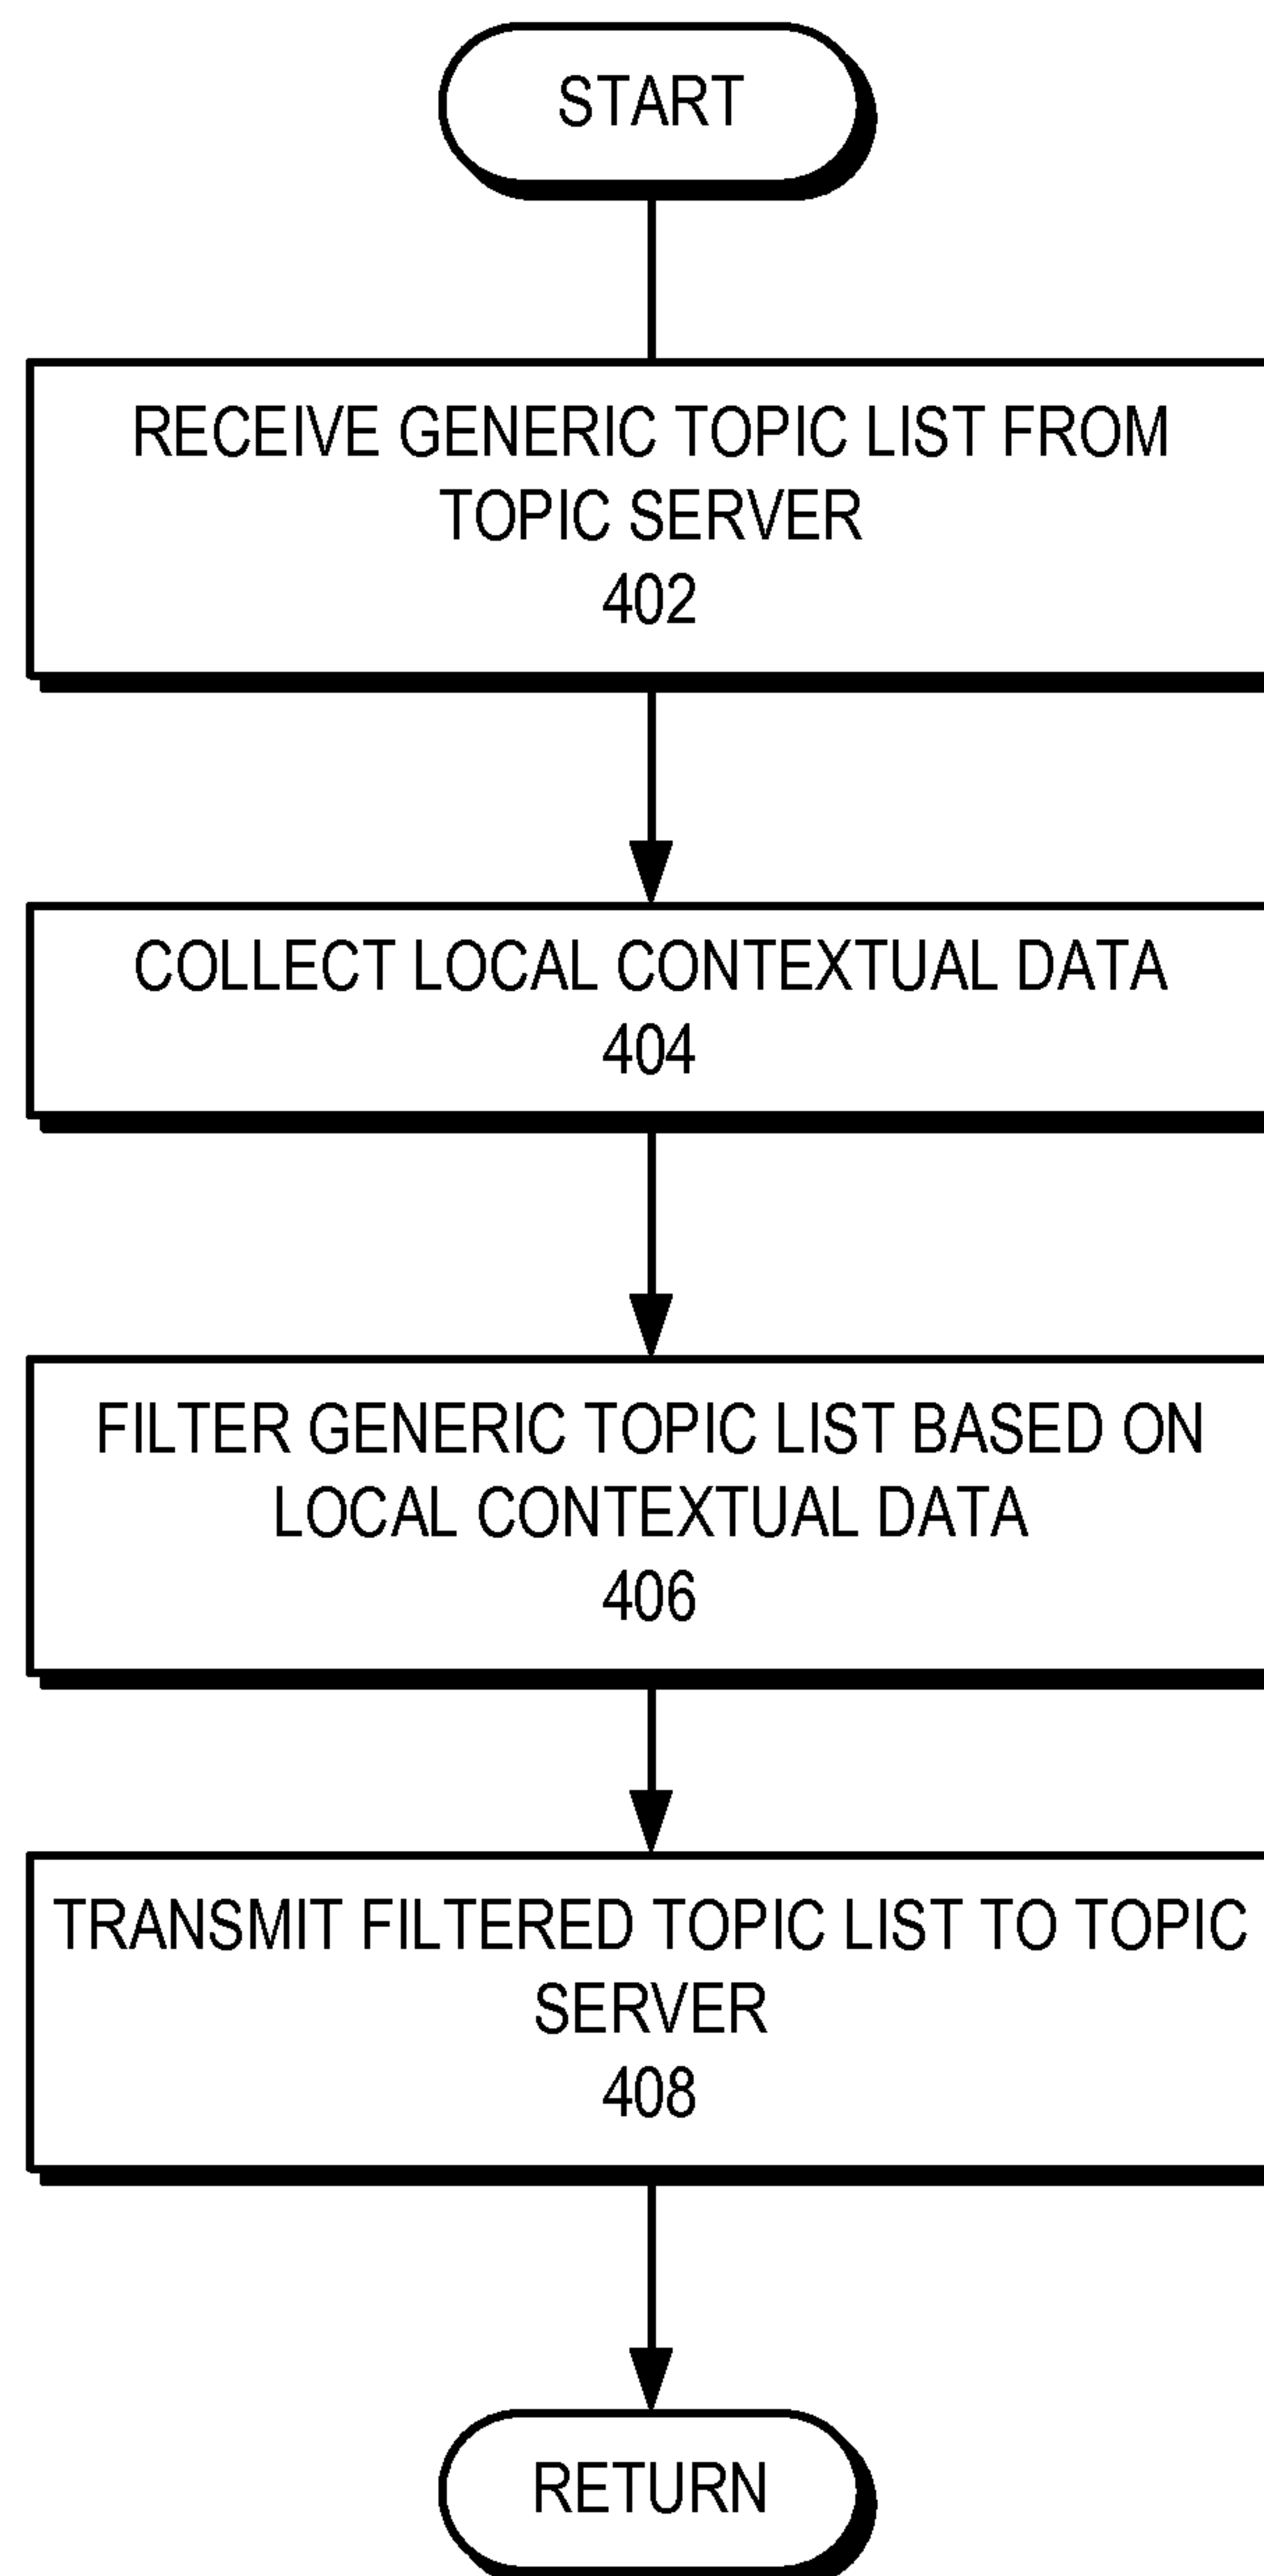 START
RECEIVE GENERIC TOPIC LIST FROM
TOPIC SERVER
402
COLLECT LOCAL CONTEXTUAL DATA
404
FILTER GENERIC TOPIC LIST BASED ON
LOCAL CONTEXTUAL DATA
406
TRANSMIT FILTERED TOPIC LIST TO TOPIC
SERVER
408
RETURN